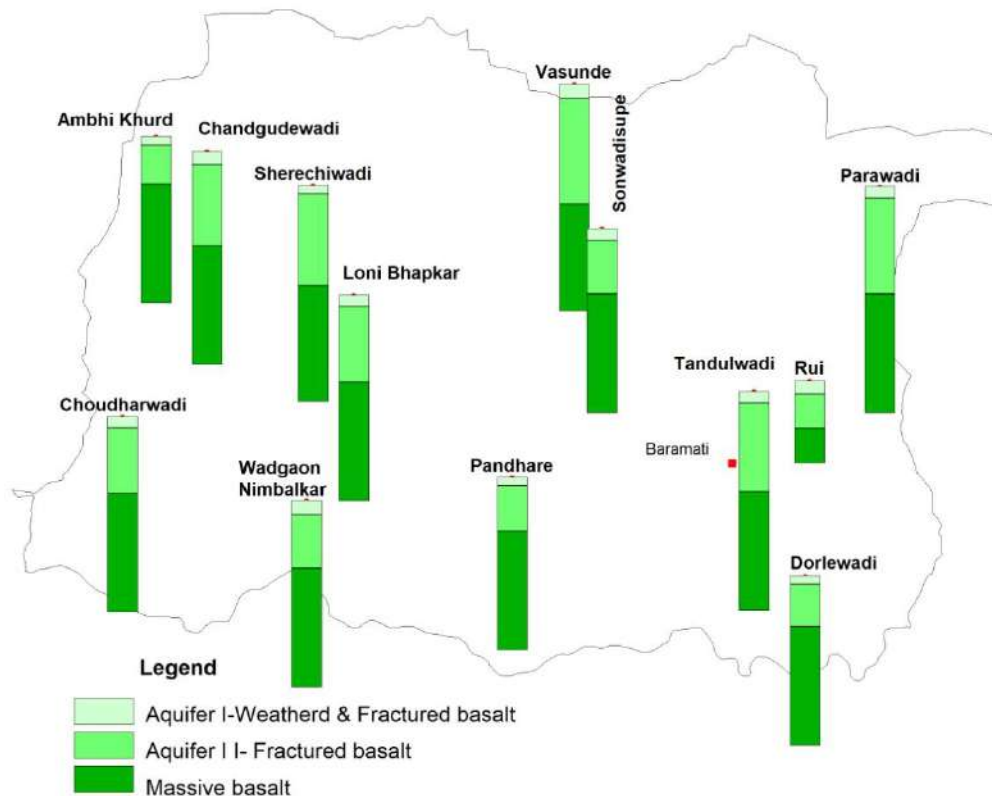 Vasunde
Ambhi Khurd
Chandgudewadi
Sherechiwadi
Sonwadisupe
Parawadi
Loni Bhapkar
Tandulwadi
Rui
Choudharwadi
Baramati
Wadgaon
Nimbalkar
Pandhare
Dorlewadi
Legend
Aquifer I-Weatherd & Fractured basalt
Aquifer I I- Fractured basalt
Massive basalt